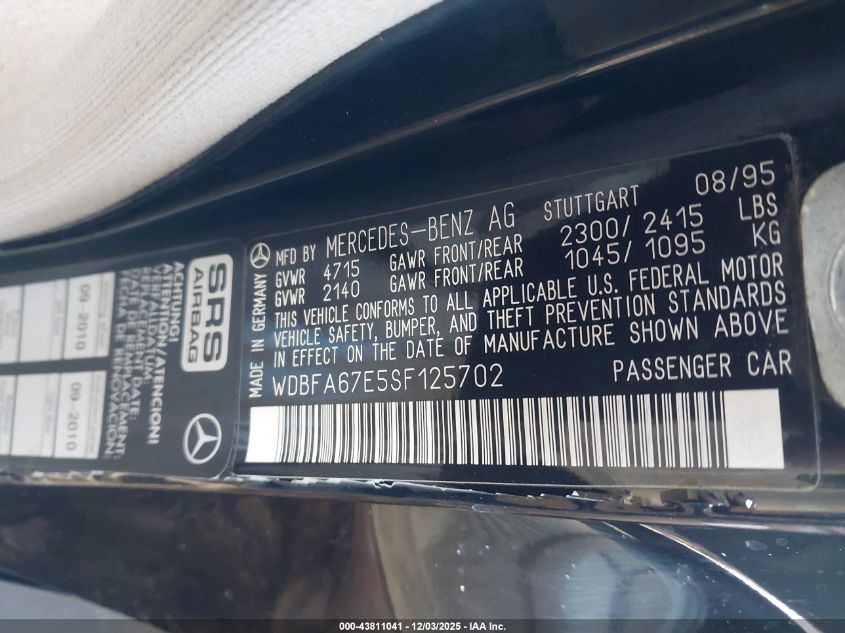 MFD BY MERCEDES-BENZ AG STUTTGART 08/95
GVWR 4715 GAWR FRONT/REAR 2300/ 2415 LBS
GVWR 2140 GAWR FRONT/REAR 1045/ 1095 KG
THIS VEHICLE CONFORMS TO ALL APPLICABLE U.S. FEDERAL MOTOR
VEHICLE SAFETY, BUMPER, AND THEFT PREVENTION STANDARDS
IN EFFECT ON THE DATE OF MANUFACTURE SHOWN ABOVE
WDBFA67E5SF125702 PASSENGER CAR
MADE IN GERMANY
SRS
AIRBAG
ACHTUNG!
ATTENTION/ATENCION!
09 2010
09 2010
000-43811041 - 12/03/2025 - IAA Inc.